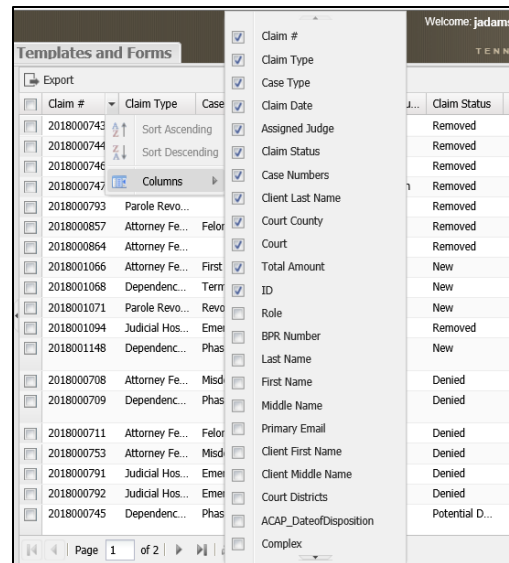 Welcome: jadams
TENN
Templates and Forms
Export
Claim # Claim Type Case Claim Status
2018000743 Removed
2018000744 Removed
2018000746 Removed
2018000747 Removed
2018000793 Parole Revo... Removed
2018000857 Attorney Fe... Felon Removed
2018000864 Attorney Fe... Removed
2018001066 Attorney Fe... First New
2018001068 Dependenc... Term New
2018001071 Parole Revo... Revo New
2018001094 Judicial Hos... Emer Removed
2018001148 Dependenc... Phas New
2018000708 Attorney Fe... Misd Denied
2018000709 Dependenc... Phas Denied
2018000711 Attorney Fe... Felon Denied
2018000753 Attorney Fe... Misd Denied
2018000791 Judicial Hos... Emer Denied
2018000792 Judicial Hos... Emer Denied
2018000745 Dependenc... Phas Potential D...
Page 1 of 2
Sort Ascending
Sort Descending
Columns
Claim #
Claim Type
Case Type
Claim Date
Assigned Judge
Claim Status
Case Numbers
Client Last Name
Court County
Court
Total Amount
ID
Role
BPR Number
Last Name
First Name
Middle Name
Primary Email
Client First Name
Client Middle Name
Court Districts
ACAP_DateofDisposition
Complex